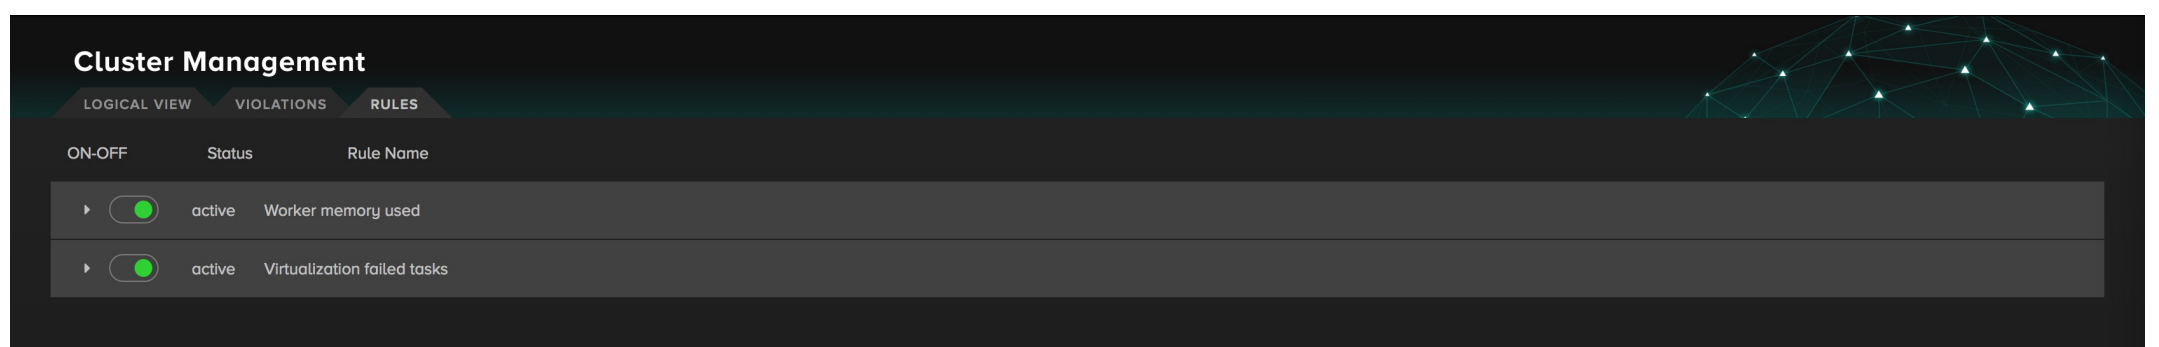 Cluster Management
LOGICAL VIEW VIOLATIONS RULES
ON-OFF Status Rule Name
active Worker memory used
active Virtualization failed tasks